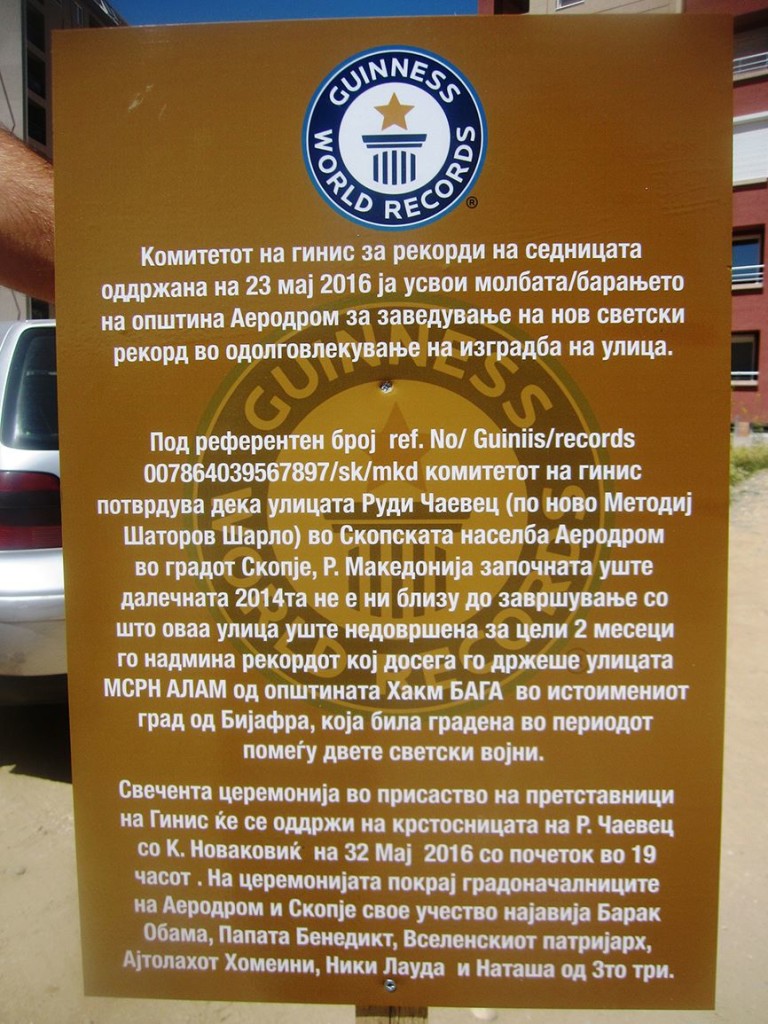 GUINNESS
WORLD RECORDS
®
Комитетот на гинис за рекорди на седницата
оддржана на 23 мај 2016 ја усвои молбата/барањето
на општина Аеродром за заведување на нов светски
рекорд во одолговлекување на изградба на улица.
GUINNESS
WORLD RECORDS
Под референтен број ref. No/ Guiniis/records
007864039567897/sk/mkd комитетот на гинис
потврдува дека улицата Руди Чаевец (по ново Методиј
Шаторов Шарло) во Скопската населба Аеродром
во градот Скопје, Р. Македонија започната уште
далечната 2014та не е ни близу до завршување со
што оваа улица уште недовршена за цели 2 месеци
го надмина рекордот кој досега го држеше улицата
МСРН АЛАМ од општината Хакм БАГА во истоимениот
град од Бијафра, која била градена во периодот
помеѓу двете светски војни.
Свечента церемонија во присаство на претставници
на Гинис ќе се оддржи на крстосницата на Р. Чаевец
со К. Новаковиќ на 32 Мај 2016 со почеток во 19
часот . На церемонијата покрај градоначалниците
на Аеродром и Скопје свое учество најавија Барак
Обама, Папата Бенедикт, Вселенскиот патријарх,
Ајтолахот Хомеини, Ники Лауда и Наташа од 3то три.